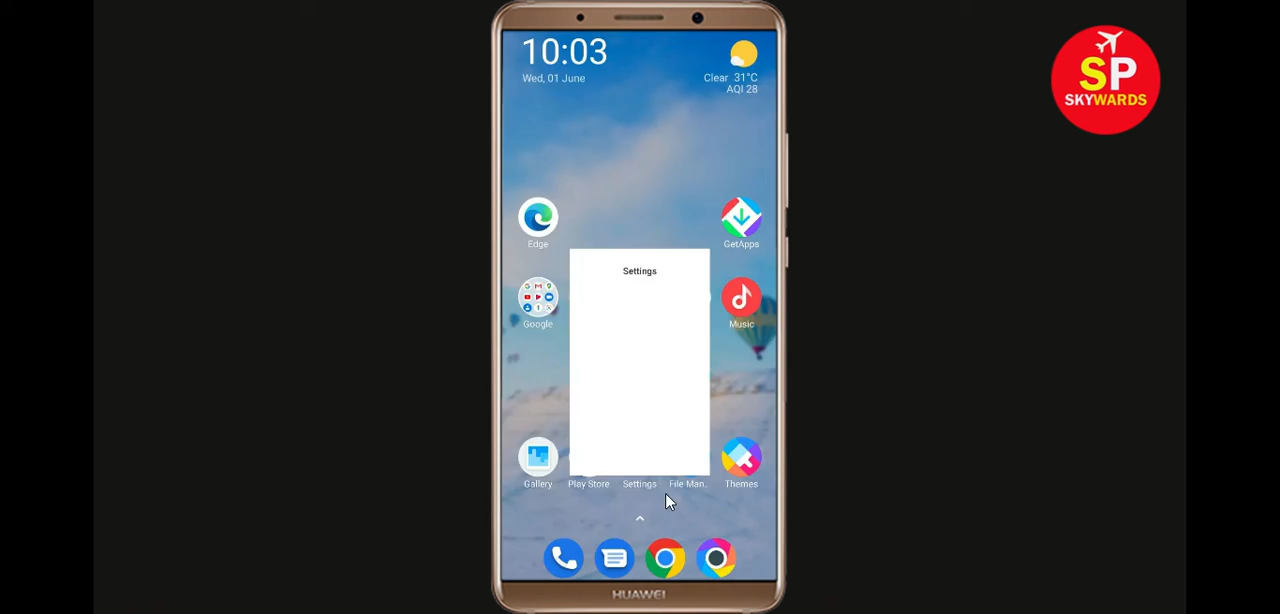 10:03
Wed, 01 June
Clear 31°C
AQI 28
SP
SKYWARDS
Edge
GetApps
Settings
Google
Music
Gallery
Play Store
Settings
File Man..
Themes
HUAWEI